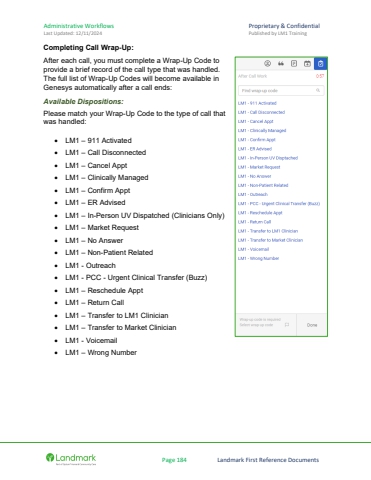 Administrative Workflows
Proprietary & Confidential
Last Updated: 12/11/2024
Published by LM1 Training
Completing Call Wrap-Up:
After each call, you must complete a Wrap-Up Code to
provide a brief record of the call type that was handled.
The full list of Wrap-Up Codes will become available in
Genesys automatically after a call ends:
Available Dispositions:
Please match your Wrap-Up Code to the type of call that
was handled:
• LM1 – 911 Activated
• LM1 – Call Disconnected
• LM1 – Cancel Appt
• LM1 – Clinically Managed
• LM1 – Confirm Appt
• LM1 – ER Advised
• LM1 – In-Person UV Dispatched (Clinicians Only)
• LM1 – Market Request
• LM1 – No Answer
• LM1 – Non-Patient Related
• LM1 - Outreach
• LM1 - PCC - Urgent Clinical Transfer (Buzz)
• LM1 – Reschedule Appt
• LM1 – Return Call
• LM1 – Transfer to LM1 Clinician
• LM1 – Transfer to Market Clinician
• LM1 - Voicemail
• LM1 – Wrong Number
After Call Work
Find wrap-up code
LM1 - 911 Activated
LM1 - Call Disconnected
LM1 - Cancel Appt
LM1 - Clinically Managed
LM1 - Confirm Appt
LM1 - ER Advised
LM1 - In-Person UV Dispatched
LM1 - Market Request
LM1 - No Answer
LM1 - Non-Patient Related
LM1 - Outreach
LM1 - PCC - Urgent Clinical Transfer (Buzz)
LM1 - Reschedule Appt
LM1 - Return Call
LM1 - Transfer to LM1 Clinician
LM1 - Transfer to Market Clinician
LM1 - Voicemail
LM1 - Wrong Number
Done
Landmark
Page 184
Landmark First Reference Documents